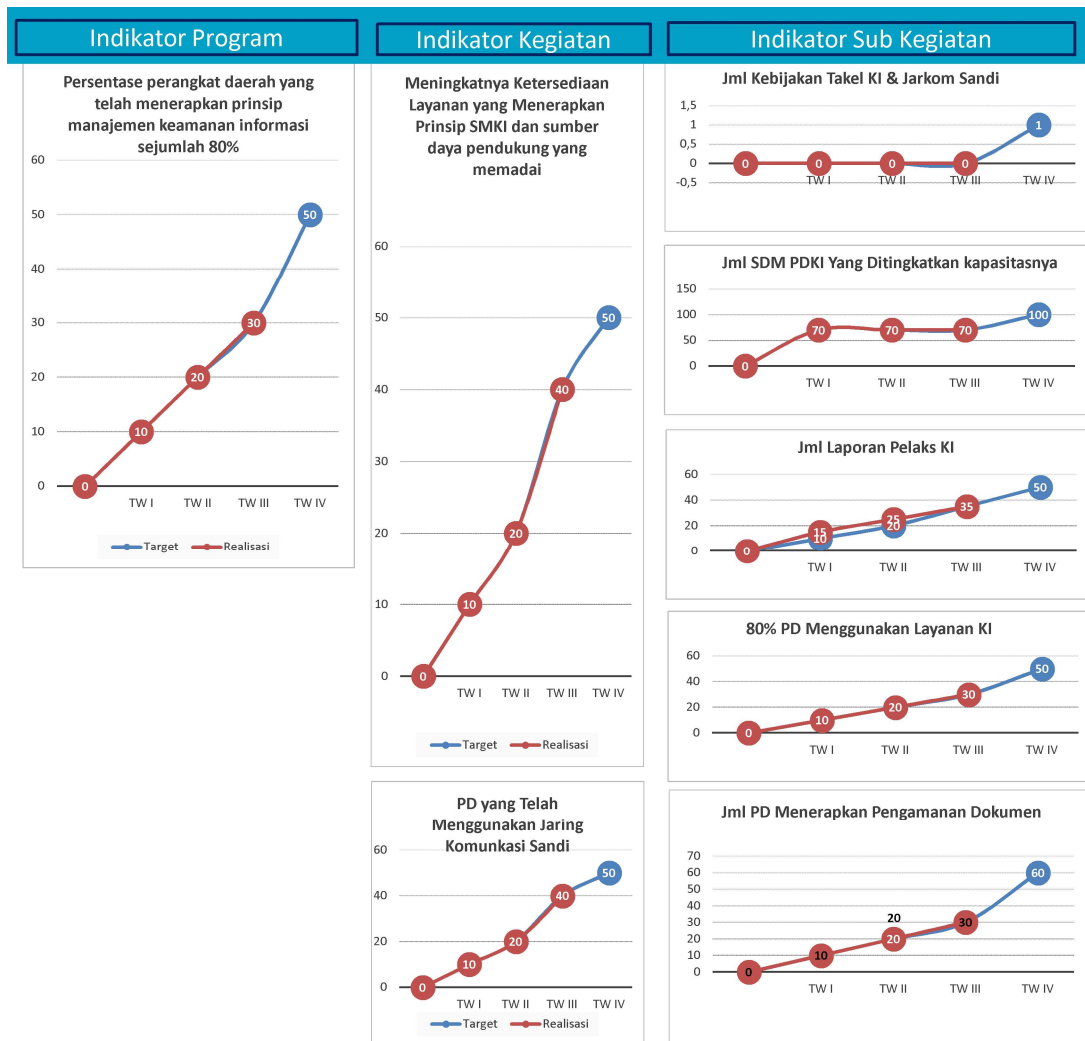 Indikator Program
Indikator Kegiatan
Indikator Sub Kegiatan
Persentase perangkat daerah yang
telah menerapkan prinsip
manajemen keamanan informasi
sejumlah 80%
60
50
40
30
20
10
0
0
10
20
30
50
TW I TW II TW III TW IV
Target Realisasi
Meningkatnya Ketersediaan
Layanan yang Menerapkan
Prinsip SMKI dan sumber
daya pendukung yang
memadai
60
50
40
30
20
10
0
0
10
20
40
50
TW I TW II TW III TW IV
Target Realisasi
PD yang Telah
Menggunakan Jaring
Komunkasi Sandi
60
40
20
0
0
10
20
40
50
TW I TW II TW III TW IV
Target Realisasi
Jml Kebijakan Takel KI & Jarkom Sandi
1,5
1
0,5
0
-0,5
0
0
0
0
1
TW I TW II TW III TW IV
Jml SDM PDKI Yang Ditingkatkan kapasitasnya
150
100
50
0
0
70
70
70
100
TW I TW II TW III TW IV
Jml Laporan Pelaks KI
60
40
20
0
0
15
10
25
20
35
50
TW I TW II TW III TW IV
80% PD Menggunakan Layanan KI
60
40
20
0
0
10
20
30
50
TW I TW II TW III TW IV
Jml PD Menerapkan Pengamanan Dokumen
70
60
50
40
30
20
10
0
0
10
20
20
30
60
TW I TW II TW III TW IV